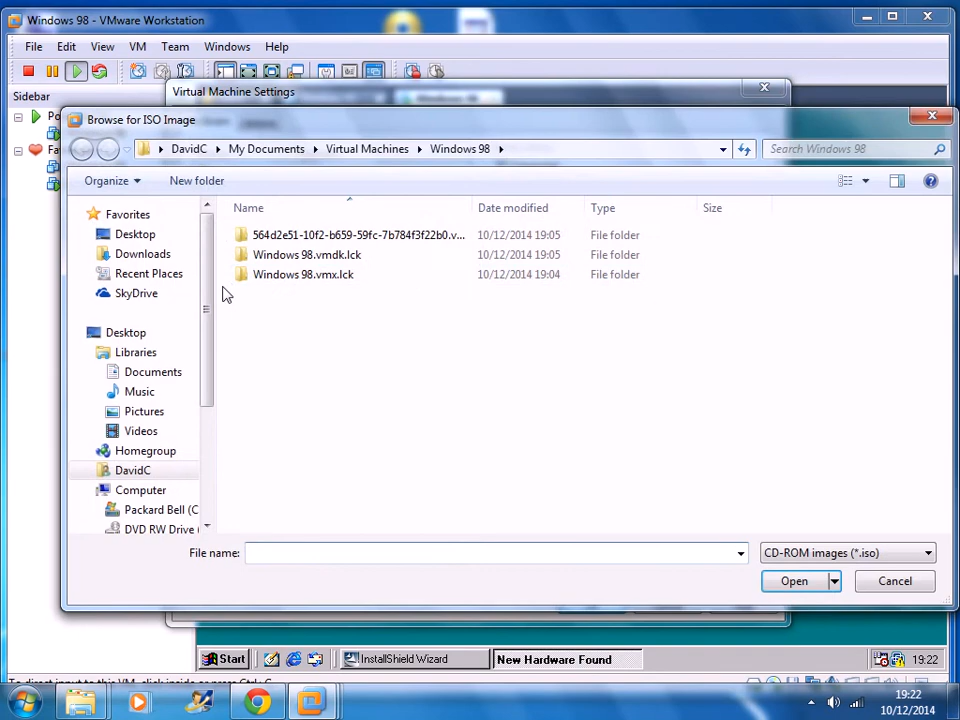 Windows 98 - VMware Workstation
File Edit View VM Team Windows Help
Sidebar
Virtual Machine Settings
Browse for ISO Image
DavidC My Documents Virtual Machines Windows 98
Search Windows 98
Organize New folder
Name Date modified Type Size
Favorites
Desktop
Downloads
Recent Places
SkyDrive
Desktop
Libraries
Documents
Music
Pictures
Videos
Homegroup
DavidC
Computer
Packard Bell (C
DVD RW Drive (
564d2e51-10f2-b659-59fc-7b784f3f22b0.v... 10/12/2014 19:05 File folder
Windows 98.vmdk.lck 10/12/2014 19:05 File folder
Windows 98.vmx.lck 10/12/2014 19:04 File folder
File name: CD-ROM images (*.iso)
Open Cancel
Start InstallShield Wizard New Hardware Found 19:22
19:22
10/12/2014